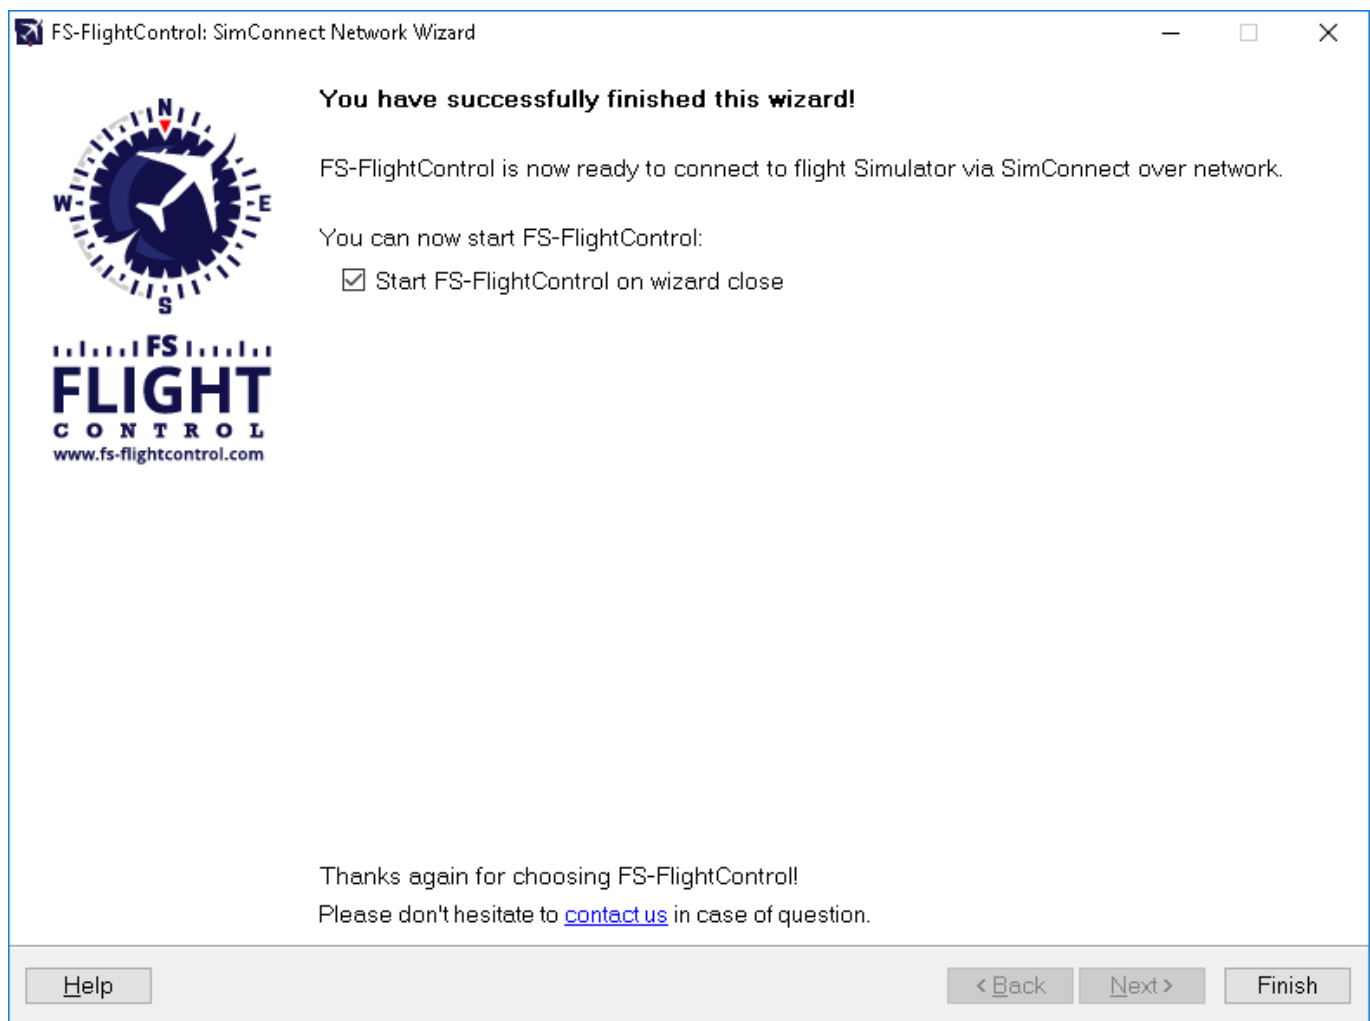 FS-FlightControl: SimConnect Network Wizard
You have successfully finished this wizard!
FS-FlightControl is now ready to connect to flight Simulator via SimConnect over network.
You can now start FS-FlightControl:
Start FS-FlightControl on wizard close
N
W
E
S
FS
FLIGHT
CONTROL
www.fs-flightcontrol.com
Thanks again for choosing FS-FlightControl!
Please don't hesitate to contact us in case of question.
Help
< Back
Next >
Finish